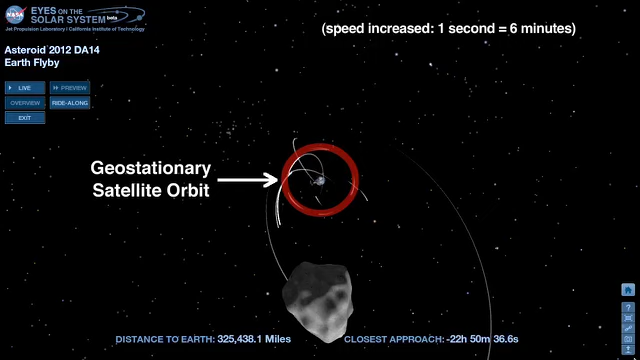 NASA
EYES ON THE
SOLAR SYSTEM beta
Jet Propulsion Laboratory | California Institute of Technology
(speed increased: 1 second = 6 minutes)
Asteroid 2012 DA14
Earth Flyby
LIVE
PREVIEW
OVERVIEW
RIDE-ALONG
EXIT
Geostationary
Satellite Orbit
?
DISTANCE TO EARTH: 325,438.1 Miles
CLOSEST APPROACH: -22h 50m 36.6s